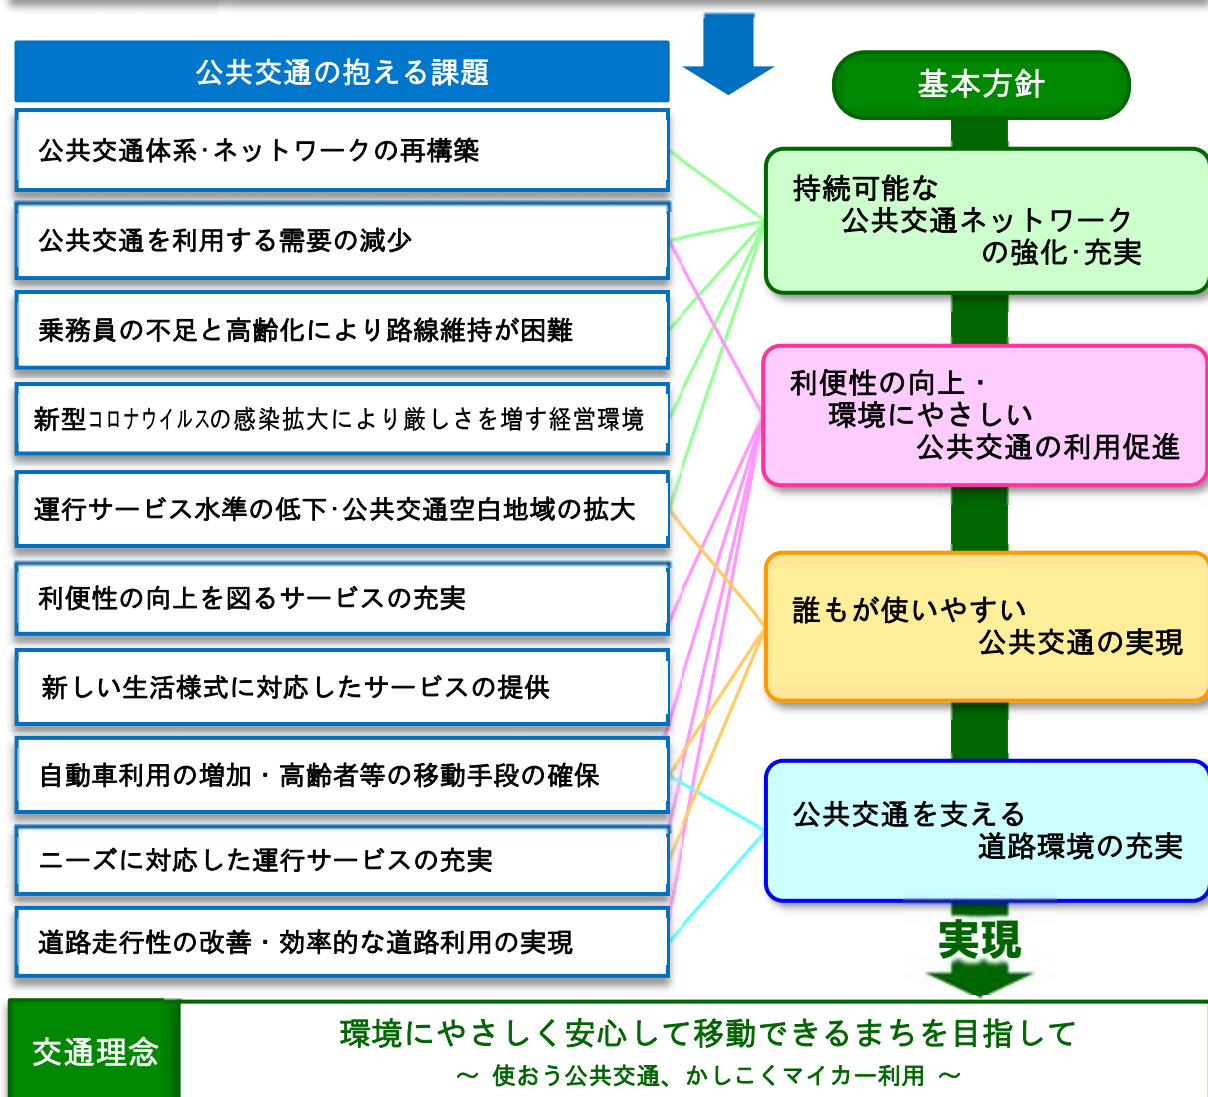 公共交通の抱える課題
公共交通体系･ネットワークの再構築
公共交通を利用する需要の減少
乗務員の不足と高齢化により路線維持が困難
新型コロナウイルスの感染拡大により厳しさを増す経営環境
運行サービス水準の低下･公共交通空白地域の拡大
利便性の向上を図るサービスの充実
新しい生活様式に対応したサービスの提供
自動車利用の増加・高齢者等の移動手段の確保
ニーズに対応した運行サービスの充実
道路走行性の改善・効率的な道路利用の実現
基本方針
持続可能な
公共交通ネットワーク
の強化･充実
利便性の向上・
環境にやさしい
公共交通の利用促進
誰もが使いやすい
公共交通の実現
公共交通を支える
道路環境の充実
実現
交通理念
環境にやさしく安心して移動できるまちを目指して
～ 使おう公共交通、かしこくマイカー利用 ～